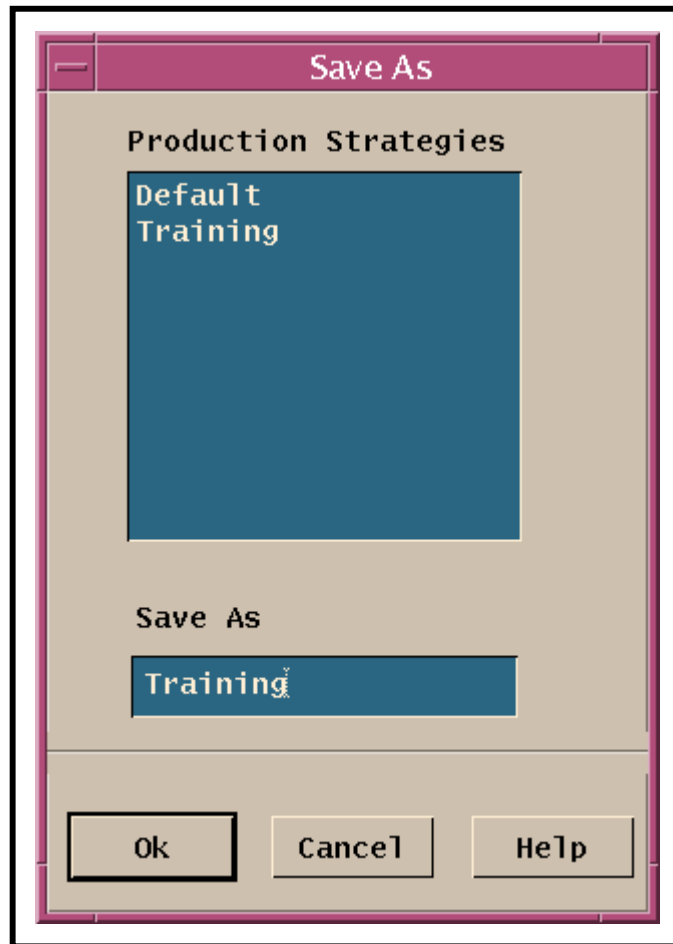 Save As
Production Strategies
Default
Training
Save As
Training
Ok Cancel Help